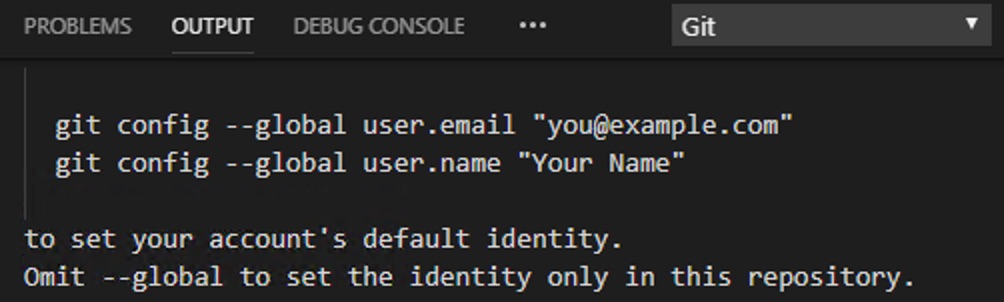 PROBLEMS OUTPUT DEBUG CONSOLE ••• Git
git config --global user.email "you@example.com"
git config --global user.name "Your Name"
to set your account's default identity.
Omit --global to set the identity only in this repository.